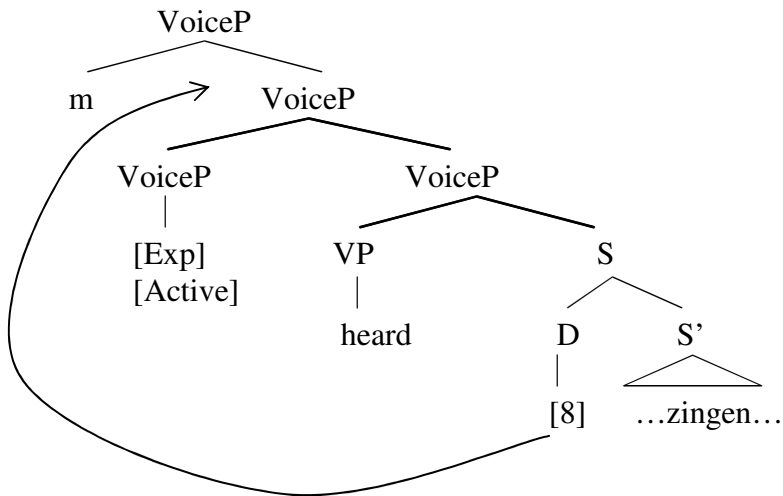 VoiceP
m VoiceP
VoiceP VoiceP
[Exp] VP S
[Active]
heard D S’
[8] …zingen…